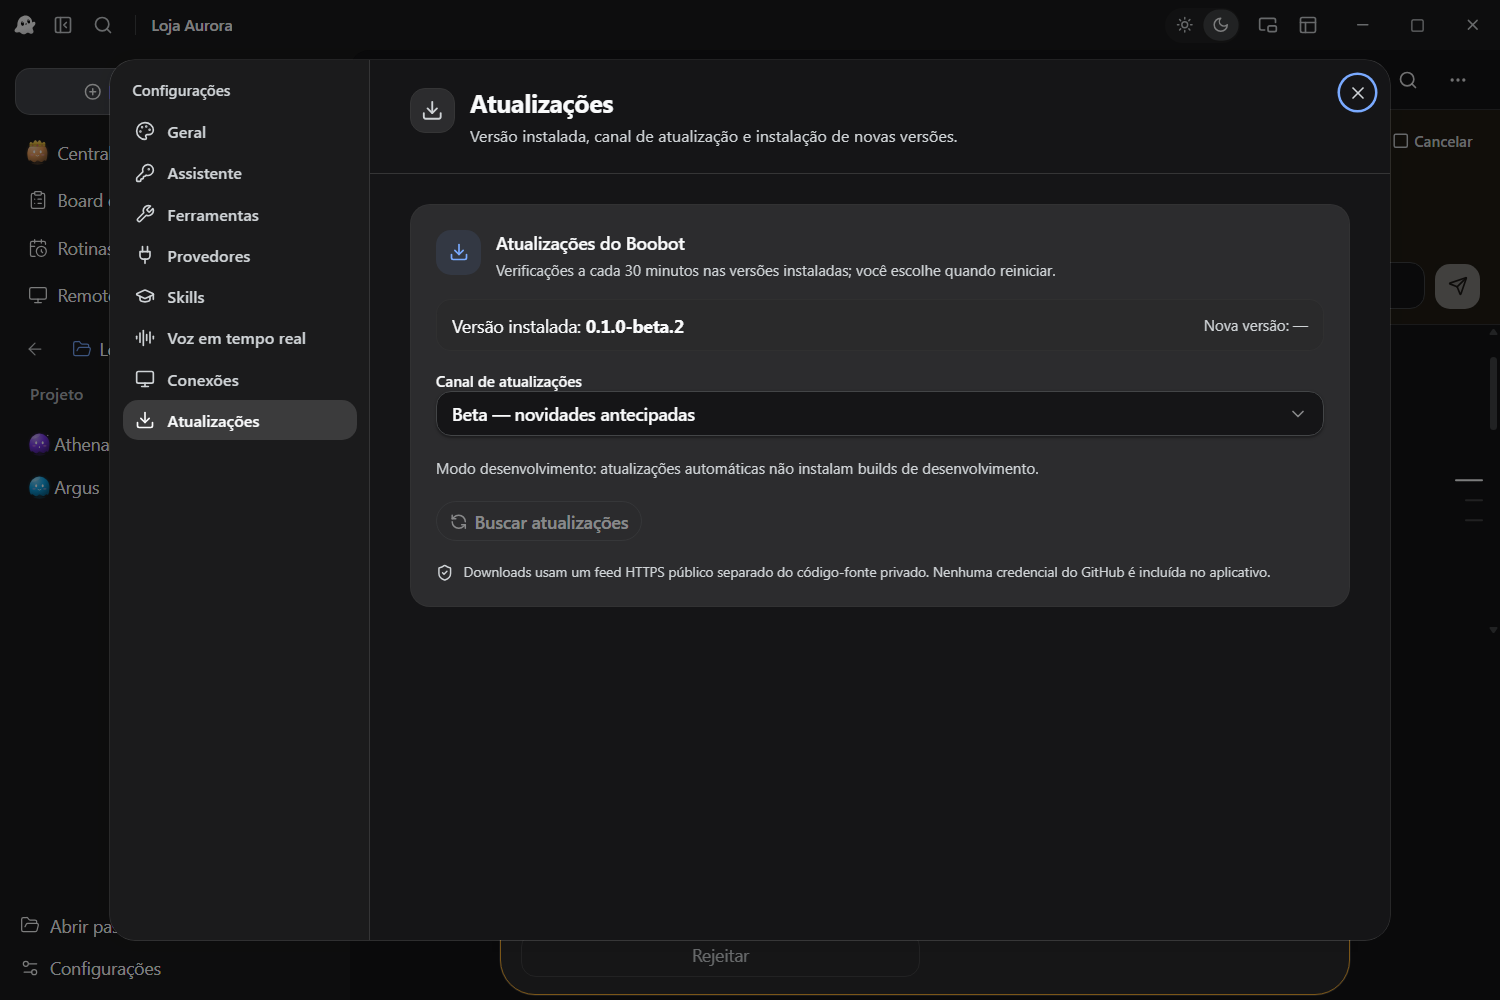 Loja Aurora
Configurações
Geral
Assistente
Ferramentas
Provedores
Skills
Voz em tempo real
Conexões
Atualizações
Atualizações
Versão instalada, canal de atualização e instalação de novas versões.
Atualizações do Boobot
Verificações a cada 30 minutos nas versões instaladas; você escolhe quando reiniciar.
Versão instalada: 0.1.0-beta.2
Nova versão: —
Canal de atualizações
Beta — novidades antecipadas
Modo desenvolvimento: atualizações automáticas não instalam builds de desenvolvimento.
Buscar atualizações
Downloads usam um feed HTTPS público separado do código-fonte privado. Nenhuma credencial do GitHub é incluída no aplicativo.
Cancelar
Board
Rotinas
Projeto
Athena
Argus
Abrir
Configurações
Rejeitar